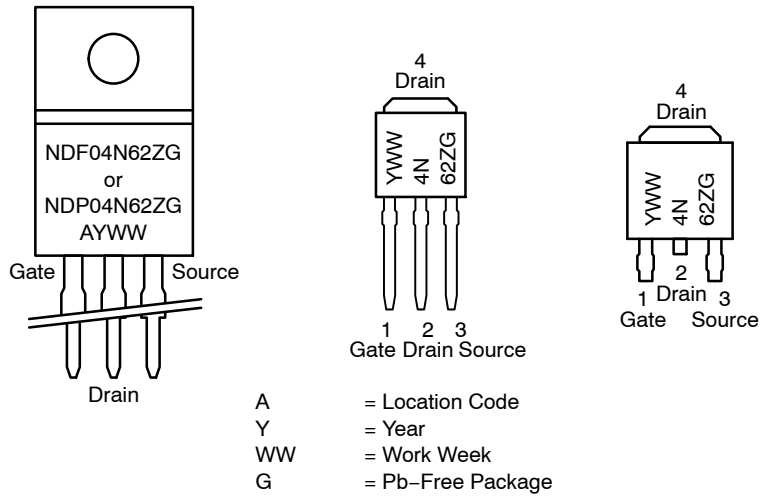 NDF04N62ZG
or
NDP04N62ZG
AYWW
Gate
Source
Drain
4
Drain
YWW
4N
62ZG
1 2 3
Gate Drain Source
4
Drain
YWW
4N
62ZG
2
1 Drain 3
Gate Source
A = Location Code
Y = Year
WW = Work Week
G = Pb−Free Package